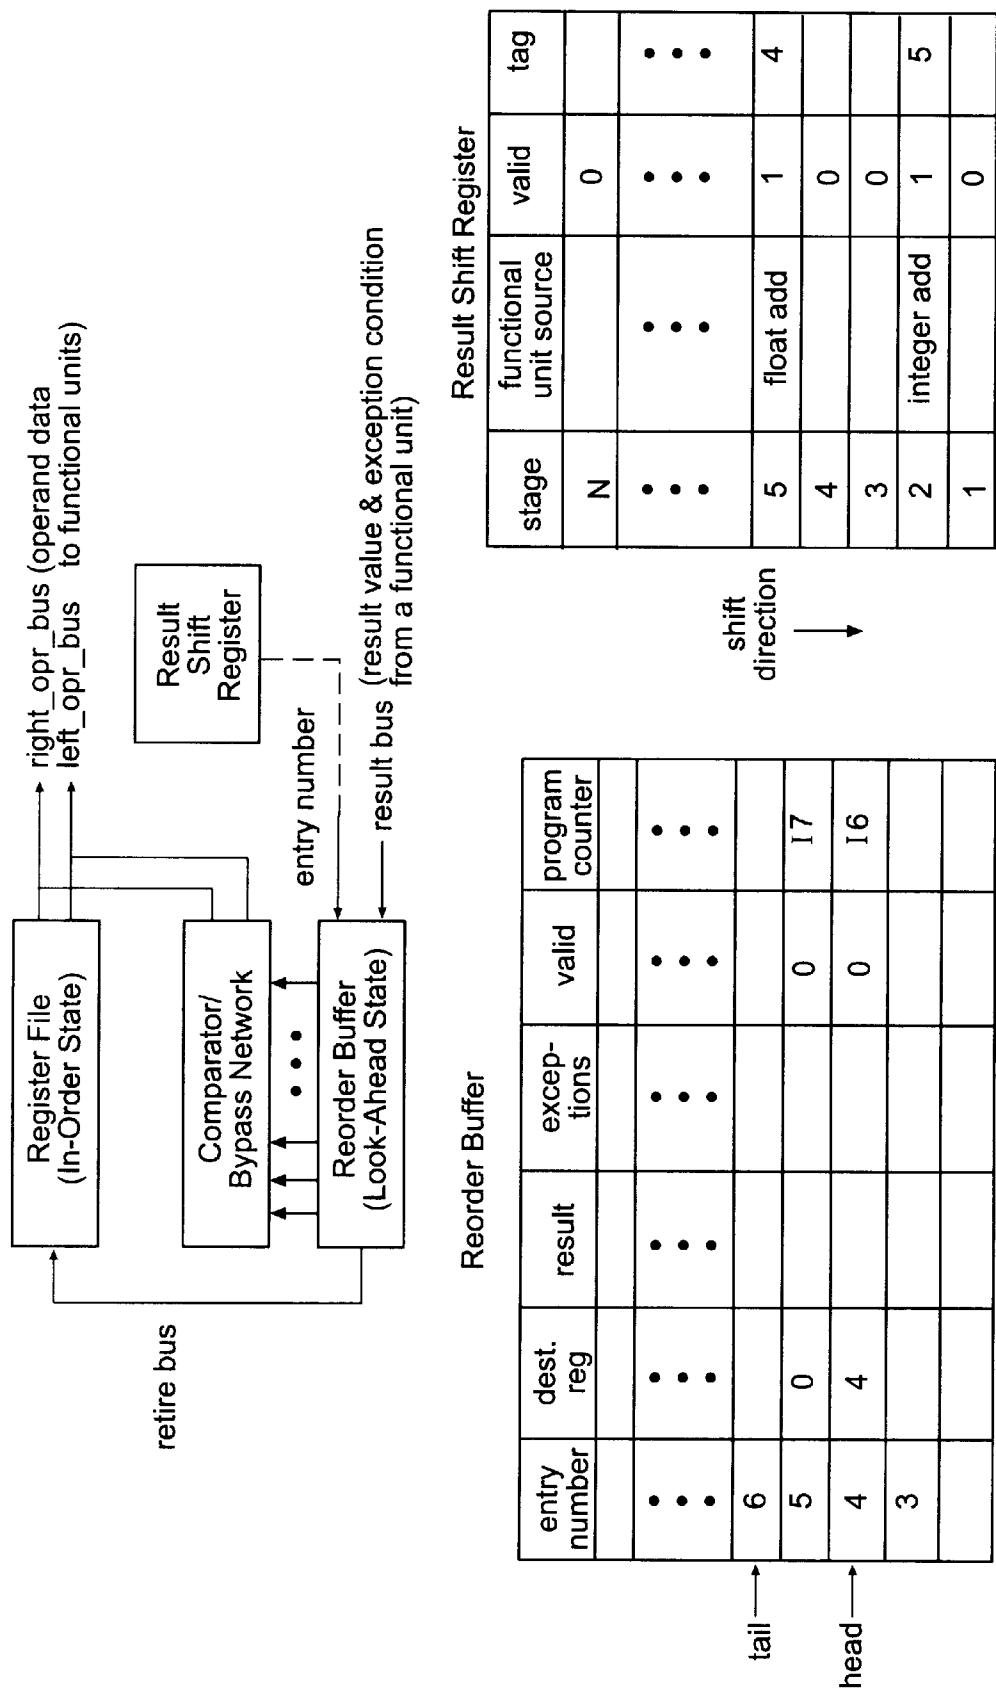 Register File
(In-Order State)
right_opr_bus (operand data
left_opr_bus to functional units)
retire bus
Comparator/
Bypass Network
Result
Shift
Register
entry number
Reorder Buffer
(Look-Ahead State)
result bus (result value & exception condition
from a functional unit)
Reorder Buffer
entry number | dest. reg | result | excep-tions | valid | program counter
tail
6
5 0 0 I7
head
4 4 0 I6
3
shift
direction
Result Shift Register
stage | functional unit source | valid | tag
N 0
5 float add 1 4
4 0
3 0
2 integer add 1 5
1 0